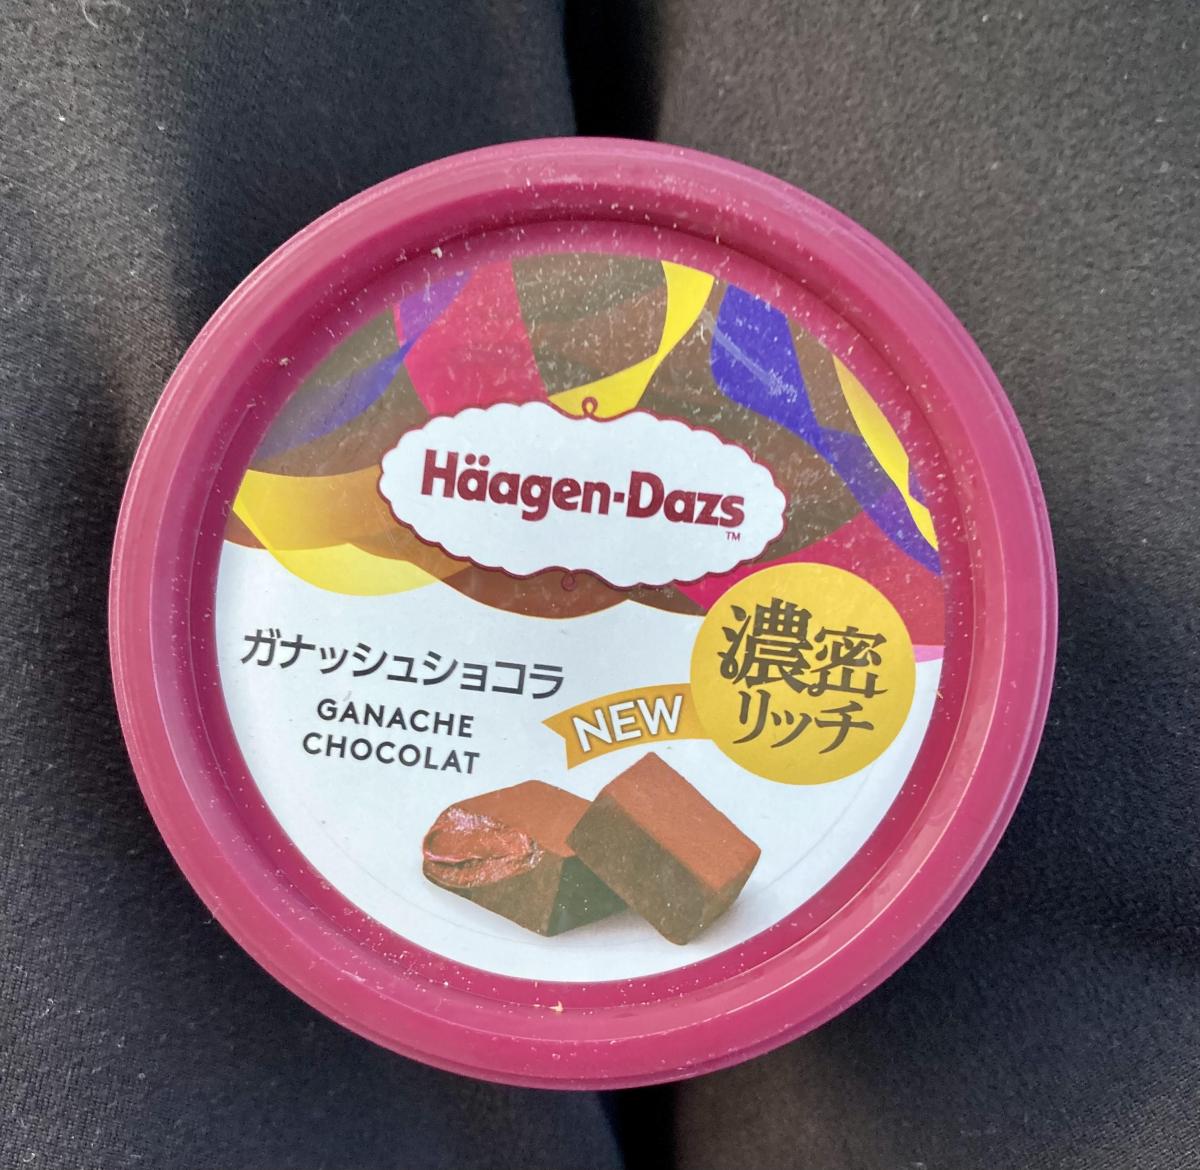 Häagen-Dazs
TM
ガナッシュショコラ
GANACHE
CHOCOLAT
NEW
濃密
リッチ